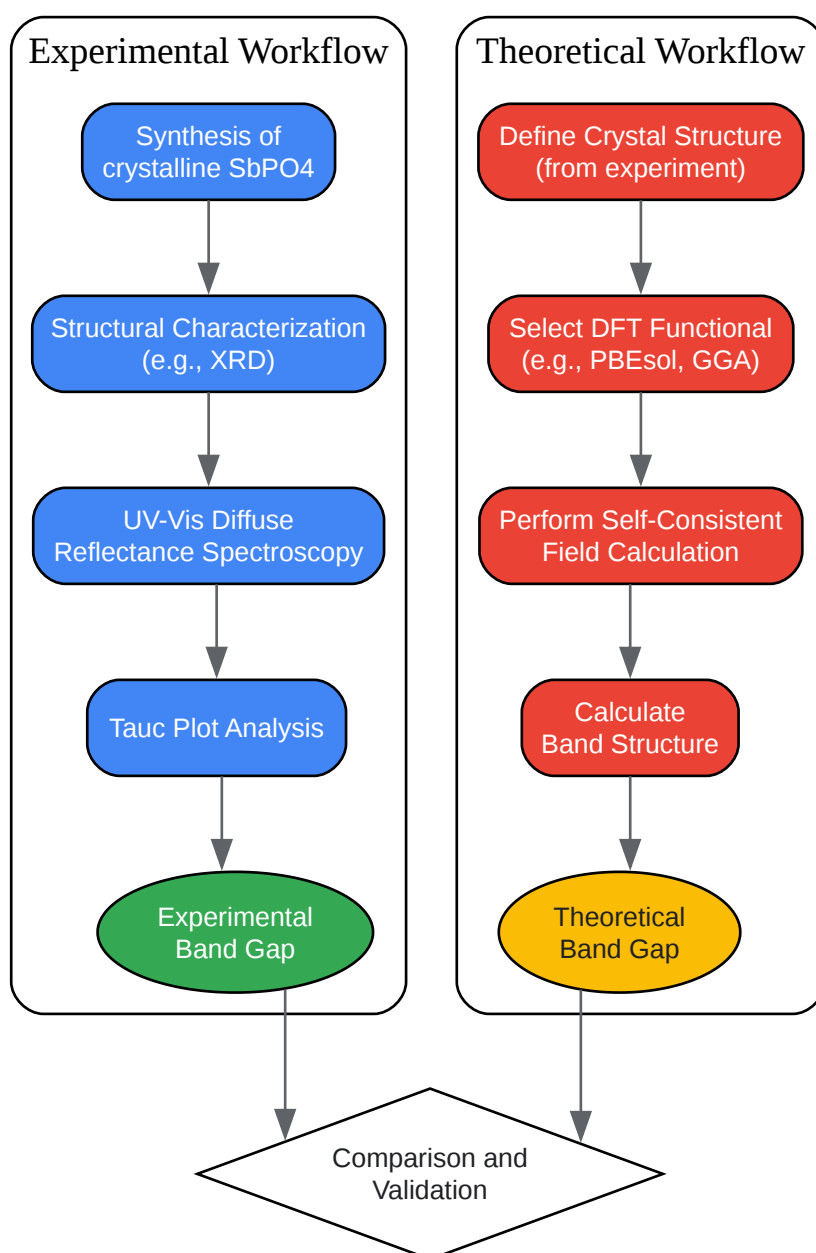 Experimental Workflow
Synthesis of
crystalline SbPO4
Structural Characterization
(e.g., XRD)
UV-Vis Diffuse
Reflectance Spectroscopy
Tauc Plot Analysis
Experimental
Band Gap
Theoretical Workflow
Define Crystal Structure
(from experiment)
Select DFT Functional
(e.g., PBEsol, GGA)
Perform Self-Consistent
Field Calculation
Calculate
Band Structure
Theoretical
Band Gap
Comparison and
Validation